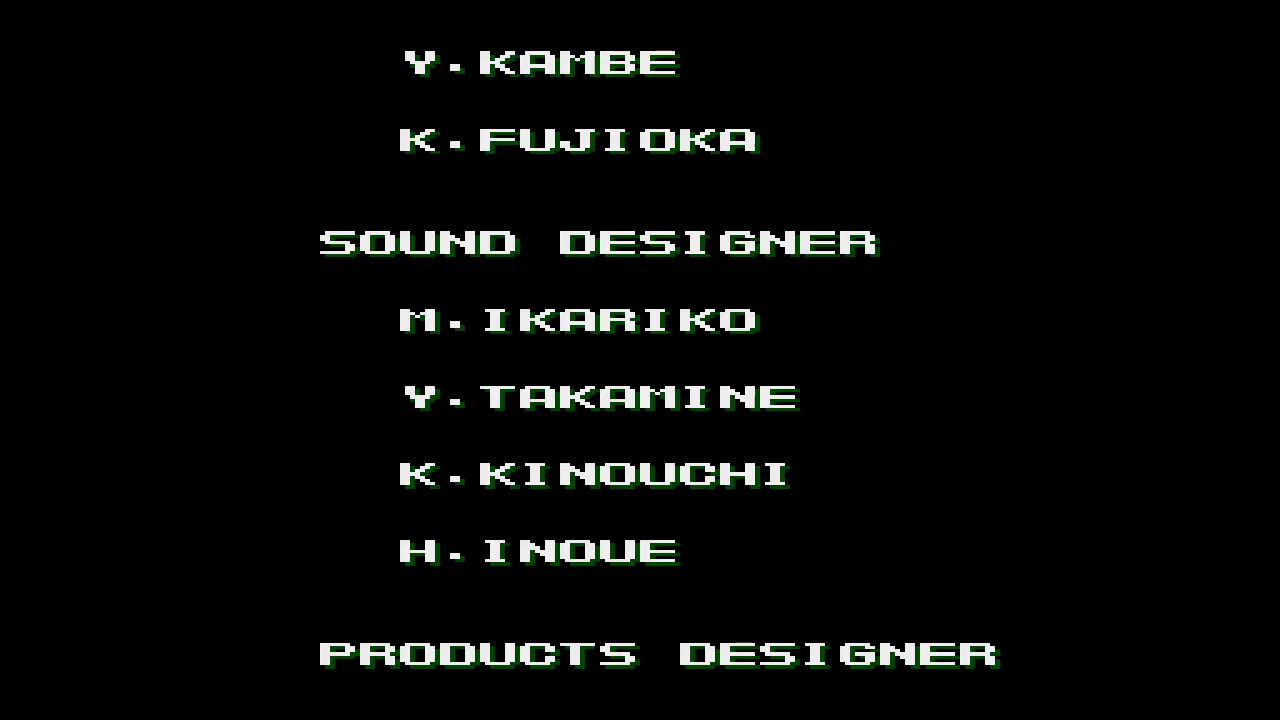 Y.KAMBE
K.FUJIOKA
SOUND DESIGNER
M.IKARIKO
Y.TAKAMINE
K.KINOUCHI
H.INOUE
PRODUCTS DESIGNER